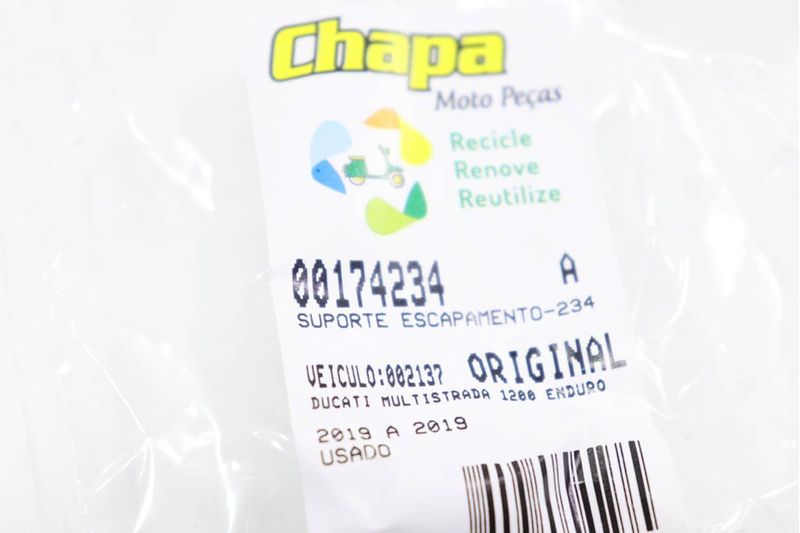 Chapa
Moto Peças
Recicle
Renove
Reutilize
00174234 A
SUPORTE ESCAPAMENTO-234
VEICULO:002137 ORIGINAL
DUCATI MULTISTRADA 1200 ENDURO
2019 A 2019
USADO